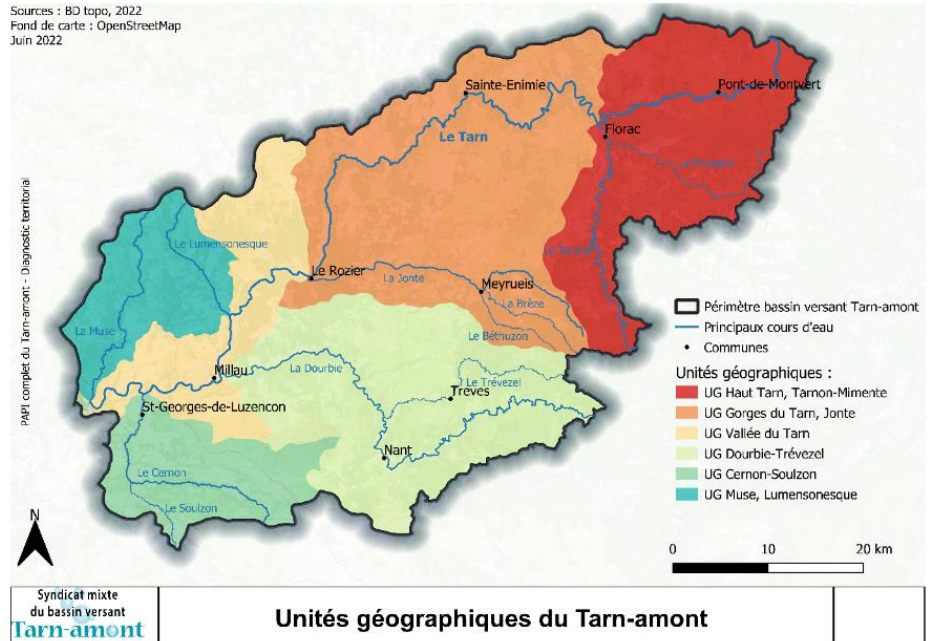 Sources : BD topo, 2022
Fond de carte : OpenStreetMap
Juin 2022
PAPI complet du Tarn-amont - Diagnostic territorial
Sainte-Enimie
Pont-de-Montvert
Le Tarn
Florac
La Mimente
Le Tarnon
Le Lumensonesque
Le Rozier
La Jonte
Meyrueis
La Brèze
La Muse
Le Béthuzon
Millau
La Dourbie
Le Trévezel
Trèves
St-Georges-de-Luzencon
Nant
Le Cernon
Le Soulzon
Périmètre bassin versant Tarn-amont
Principaux cours d'eau
Communes
Unités géographiques :
UG Haut Tarn, Tarnon-Mimente
UG Gorges du Tarn, Jonte
UG Vallée du Tarn
UG Dourbie-Trévezel
UG Cernon-Soulzon
UG Muse, Lumensonesque
N
0 10 20 km
Syndicat mixte
du bassin versant
Tarn-amont
Unités géographiques du Tarn-amont